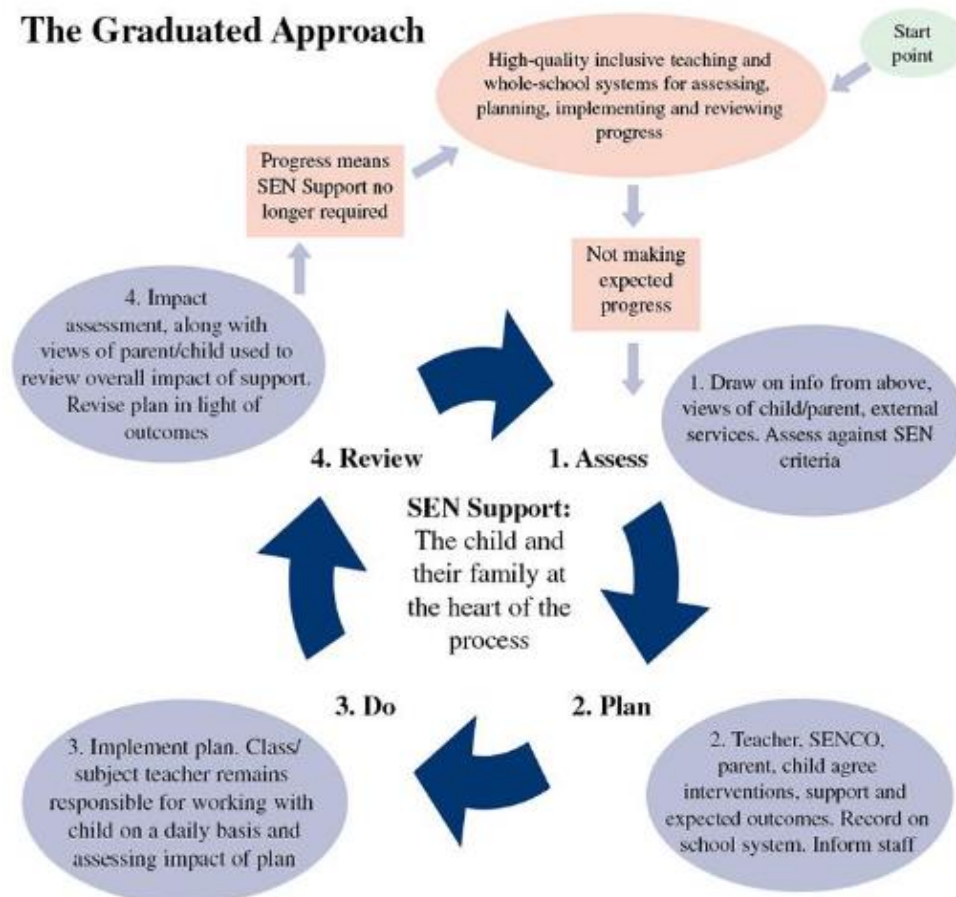 The Graduated Approach
Start
point
High-quality inclusive teaching and
whole-school systems for assessing,
planning, implementing and reviewing
progress
Progress means
SEN Support no
longer required
Not making
expected
progress
4. Impact
assessment, along with
views of parent/child used to
review overall impact of support.
Revise plan in light of
outcomes
1. Draw on info from above,
views of child/parent, external
services. Assess against SEN
criteria
4. Review
1. Assess
SEN Support:
The child and
their family at
the heart of the
process
3. Do
2. Plan
3. Implement plan. Class/
subject teacher remains
responsible for working with
child on a daily basis and
assessing impact of plan
2. Teacher, SENCO,
parent, child agree
interventions, support and
expected outcomes. Record on
school system. Inform staff